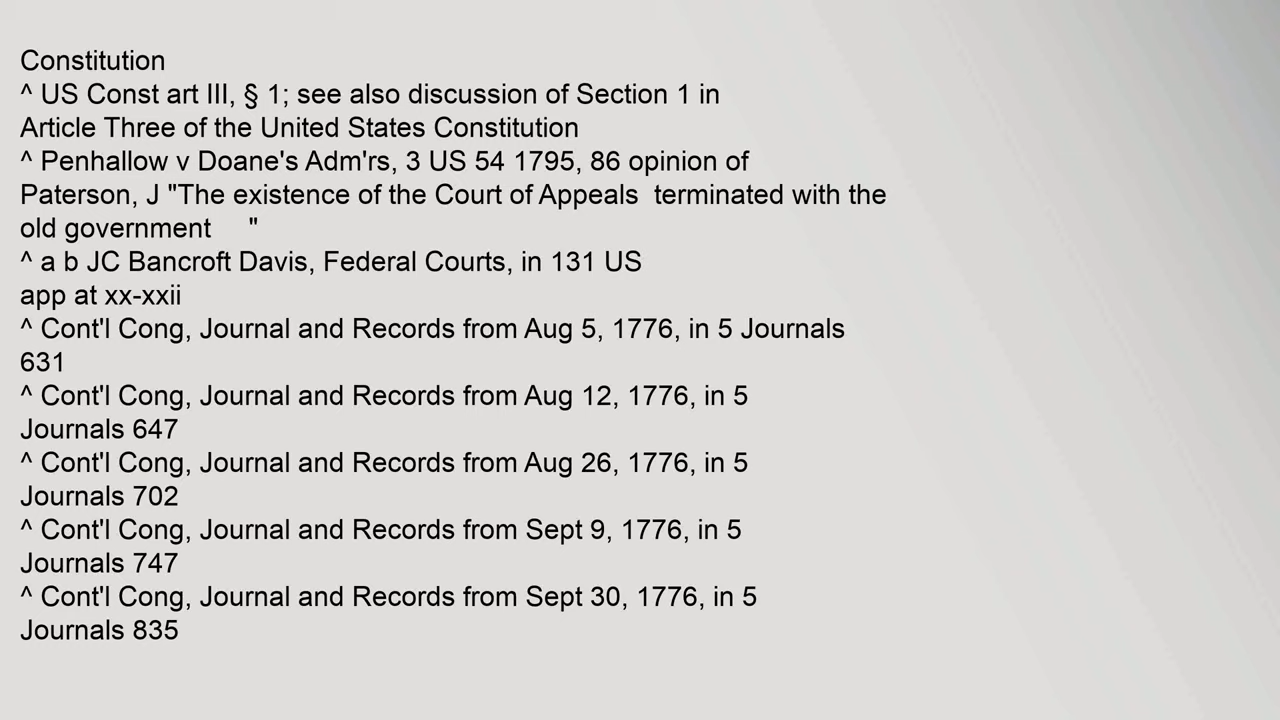 Constitution
^ US Const art III, § 1; see also discussion of Section 1 in
Article Three of the United States Constitution
^ Penhallow v Doane's Adm'rs, 3 US 54 1795, 86 opinion of
Paterson, J "The existence of the Court of Appeals  terminated with the
old government     "
^ a b JC Bancroft Davis, Federal Courts, in 131 US
app at xx-xxii
^ Cont'l Cong, Journal and Records from Aug 5, 1776, in 5 Journals
631
^ Cont'l Cong, Journal and Records from Aug 12, 1776, in 5
Journals 647
^ Cont'l Cong, Journal and Records from Aug 26, 1776, in 5
Journals 702
^ Cont'l Cong, Journal and Records from Sept 9, 1776, in 5
Journals 747
^ Cont'l Cong, Journal and Records from Sept 30, 1776, in 5
Journals 835